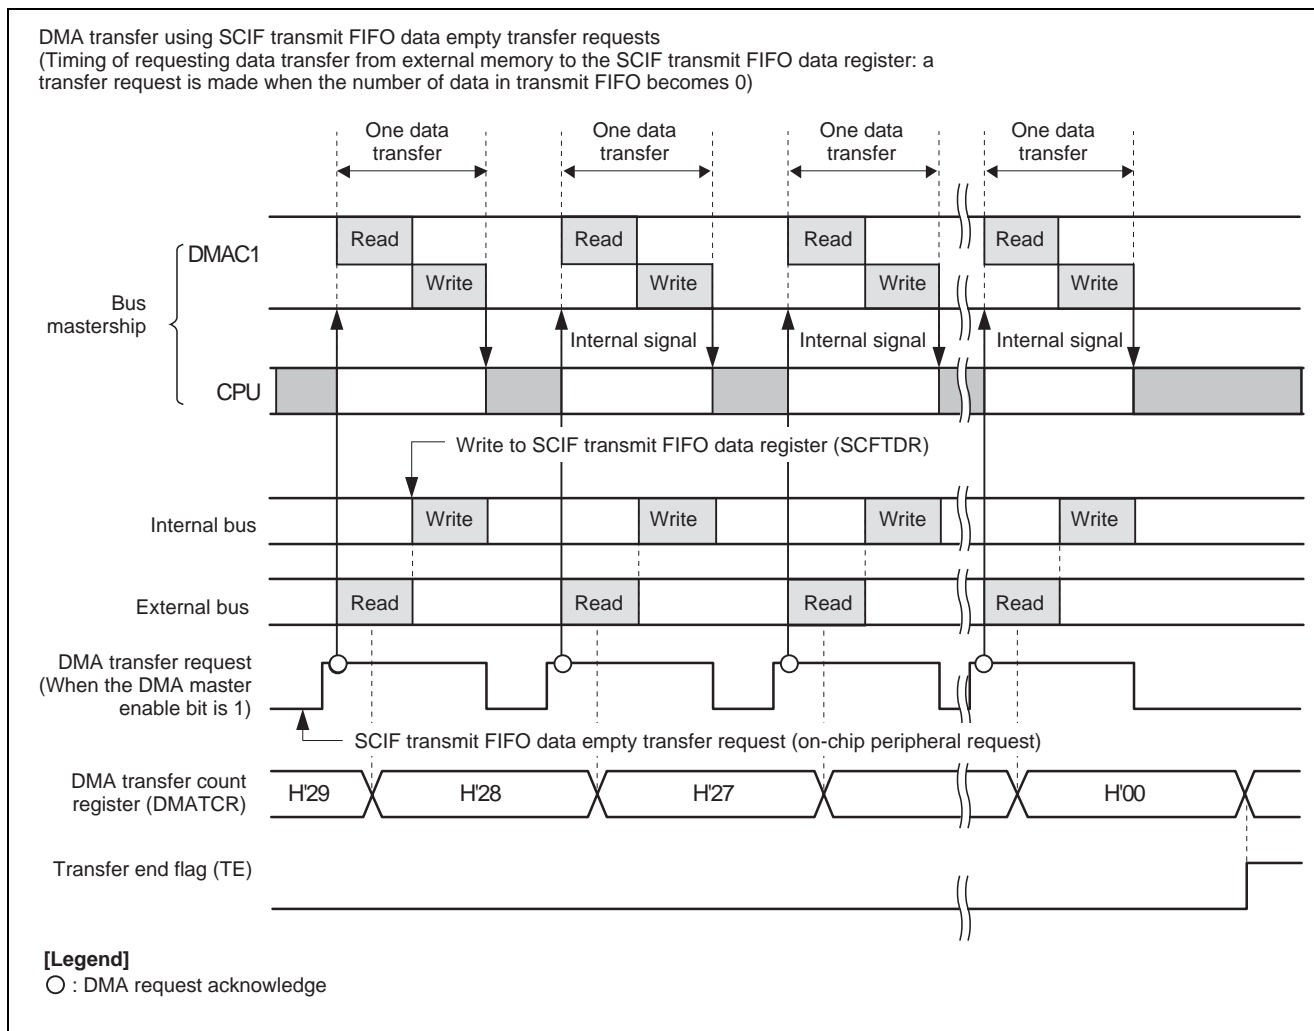 DMA transfer using SCIF transmit FIFO data empty transfer requests
(Timing of requesting data transfer from external memory to the SCIF transmit FIFO data register: a
transfer request is made when the number of data in transmit FIFO becomes 0)
One data
transfer
One data
transfer
One data
transfer
One data
transfer
Bus
mastership
DMAC1
Read
Write
Read
Write
Read
Write
Read
Write
Internal signal
Internal signal
Internal signal
CPU
Write to SCIF transmit FIFO data register (SCFTDR)
Internal bus
Write
Write
Write
Write
External bus
Read
Read
Read
Read
DMA transfer request
(When the DMA master
enable bit is 1)
SCIF transmit FIFO data empty transfer request (on-chip peripheral request)
DMA transfer count
register (DMATCR)
H'29
H'28
H'27
H'00
Transfer end flag (TE)
[Legend]
: DMA request acknowledge